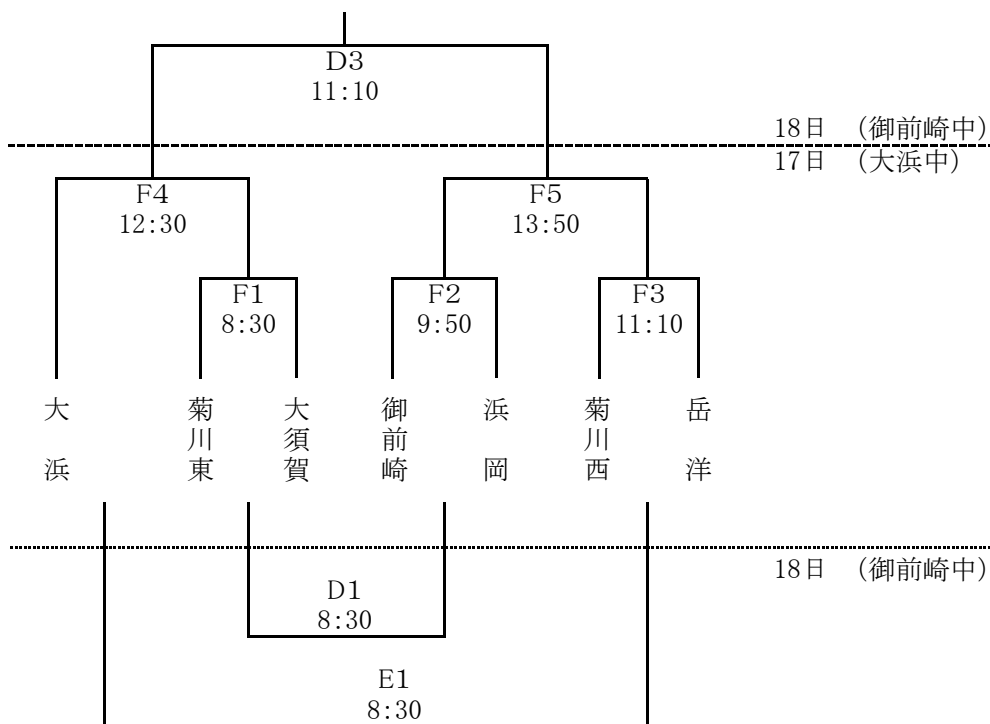 D3
11:10
18日 （御前崎中）
17日 （大浜中）
F4
12:30
F5
13:50
F1
8:30
F2
9:50
F3
11:10
大浜
菊川東
大須賀
御前崎
浜岡
菊川西
岳洋
18日 （御前崎中）
D1
8:30
E1
8:30